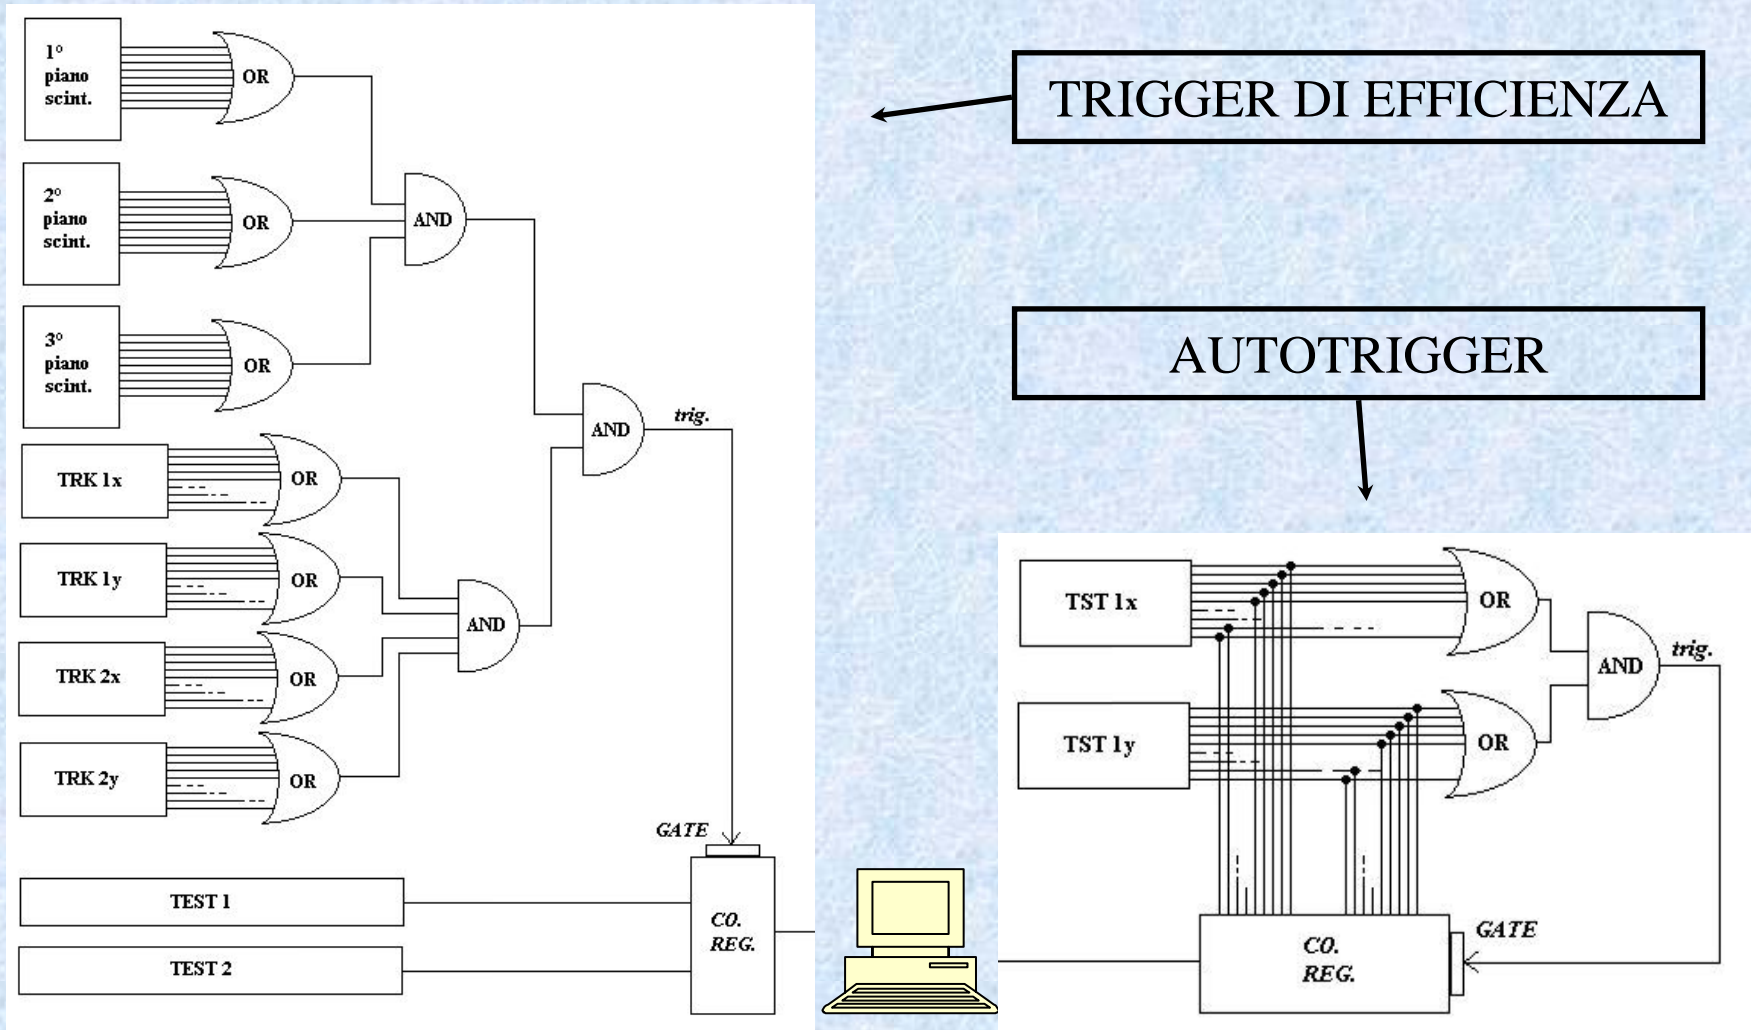 1°
piano
scint.
OR
2°
piano
scint.
OR
AND
3°
piano
scint.
OR
AND
trig.
TRK 1x
OR
TRK 1y
OR
AND
TRK 2x
OR
TRK 2y
OR
GATE
TEST 1
TEST 2
CO.
REG.
TRIGGER DI EFFICIENZA
AUTOTRIGGER
TST 1x
OR
AND
trig.
TST 1y
OR
GATE
CO.
REG.